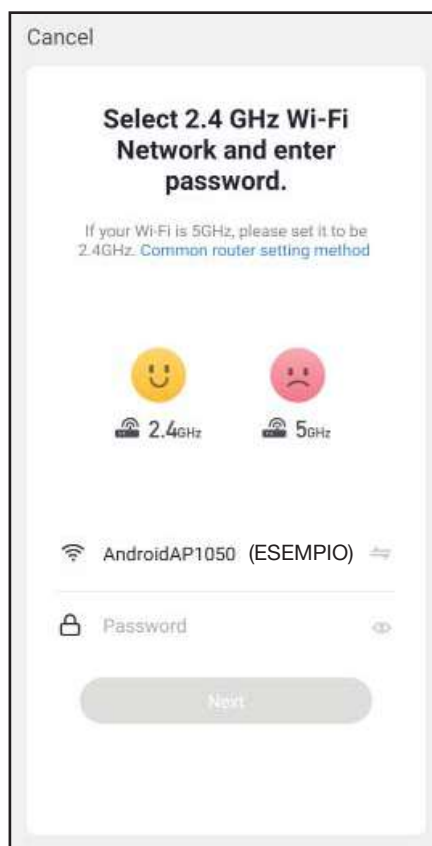 Cancel
Select 2.4 GHz Wi-Fi
Network and enter
password.
If your Wi-Fi is 5GHz, please set it to be
2.4GHz. Common router setting method
2.4GHz 5GHz
AndroidAP1050 (ESEMPIO)
Password
Next